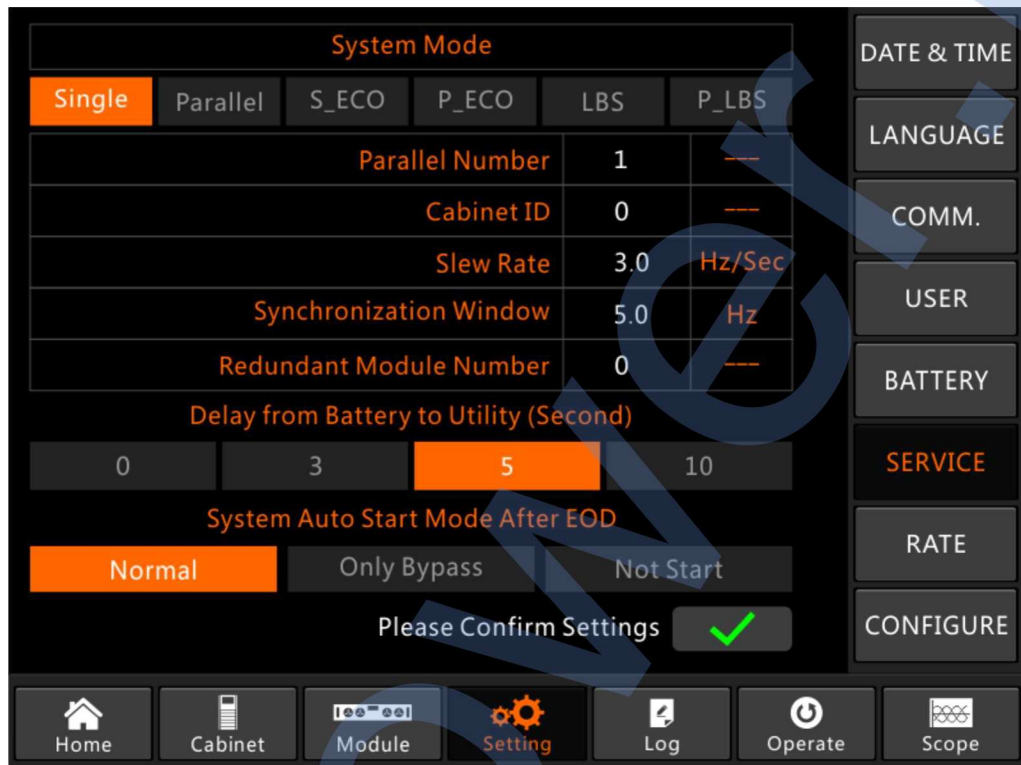 System Mode
DATE & TIME
Single Parallel S_ECO P_ECO LBS P_LBS
LANGUAGE
Parallel Number 1 ---
Cabinet ID 0 ---
COMM.
Slew Rate 3.0 Hz/Sec
Synchronization Window 5.0 Hz
USER
Redundant Module Number 0 ---
BATTERY
Delay from Battery to Utility (Second)
0 3 5 10
SERVICE
System Auto Start Mode After EOD
RATE
Normal Only Bypass Not Start
Please Confirm Settings
CONFIGURE
Home Cabinet Module Setting Log Operate Scope